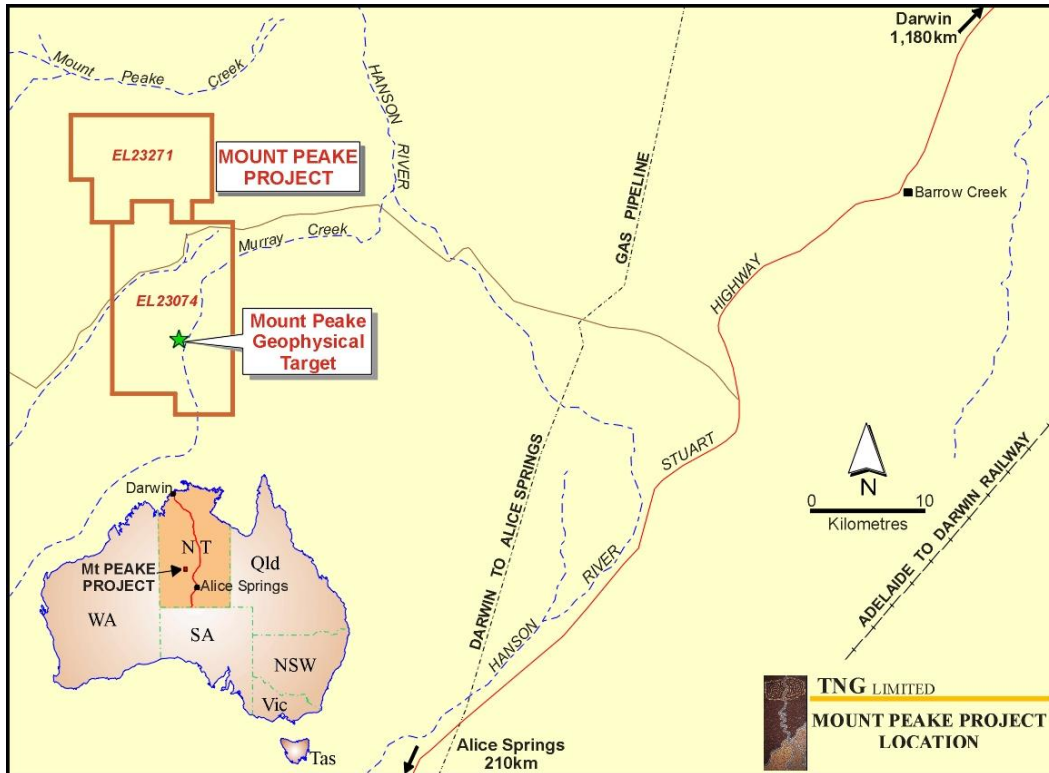 Darwin
1,180km
Mount Peake Creek
HANSON RIVER
EL23271
MOUNT PEAKE
PROJECT
GAS PIPELINE
Barrow Creek
Murray Creek
HIGHWAY
EL23074
Mount Peake
Geophysical
Target
DARWIN TO ALICE SPRINGS
STUART
N
0 10
Kilometres
ADELAIDE TO DARWIN RAILWAY
HANSON RIVER
Darwin
NT
Qld
Mt PEAKE
PROJECT
Alice Springs
WA
SA
NSW
Vic
Tas
Alice Springs
210km
TNG LIMITED
MOUNT PEAKE PROJECT
LOCATION